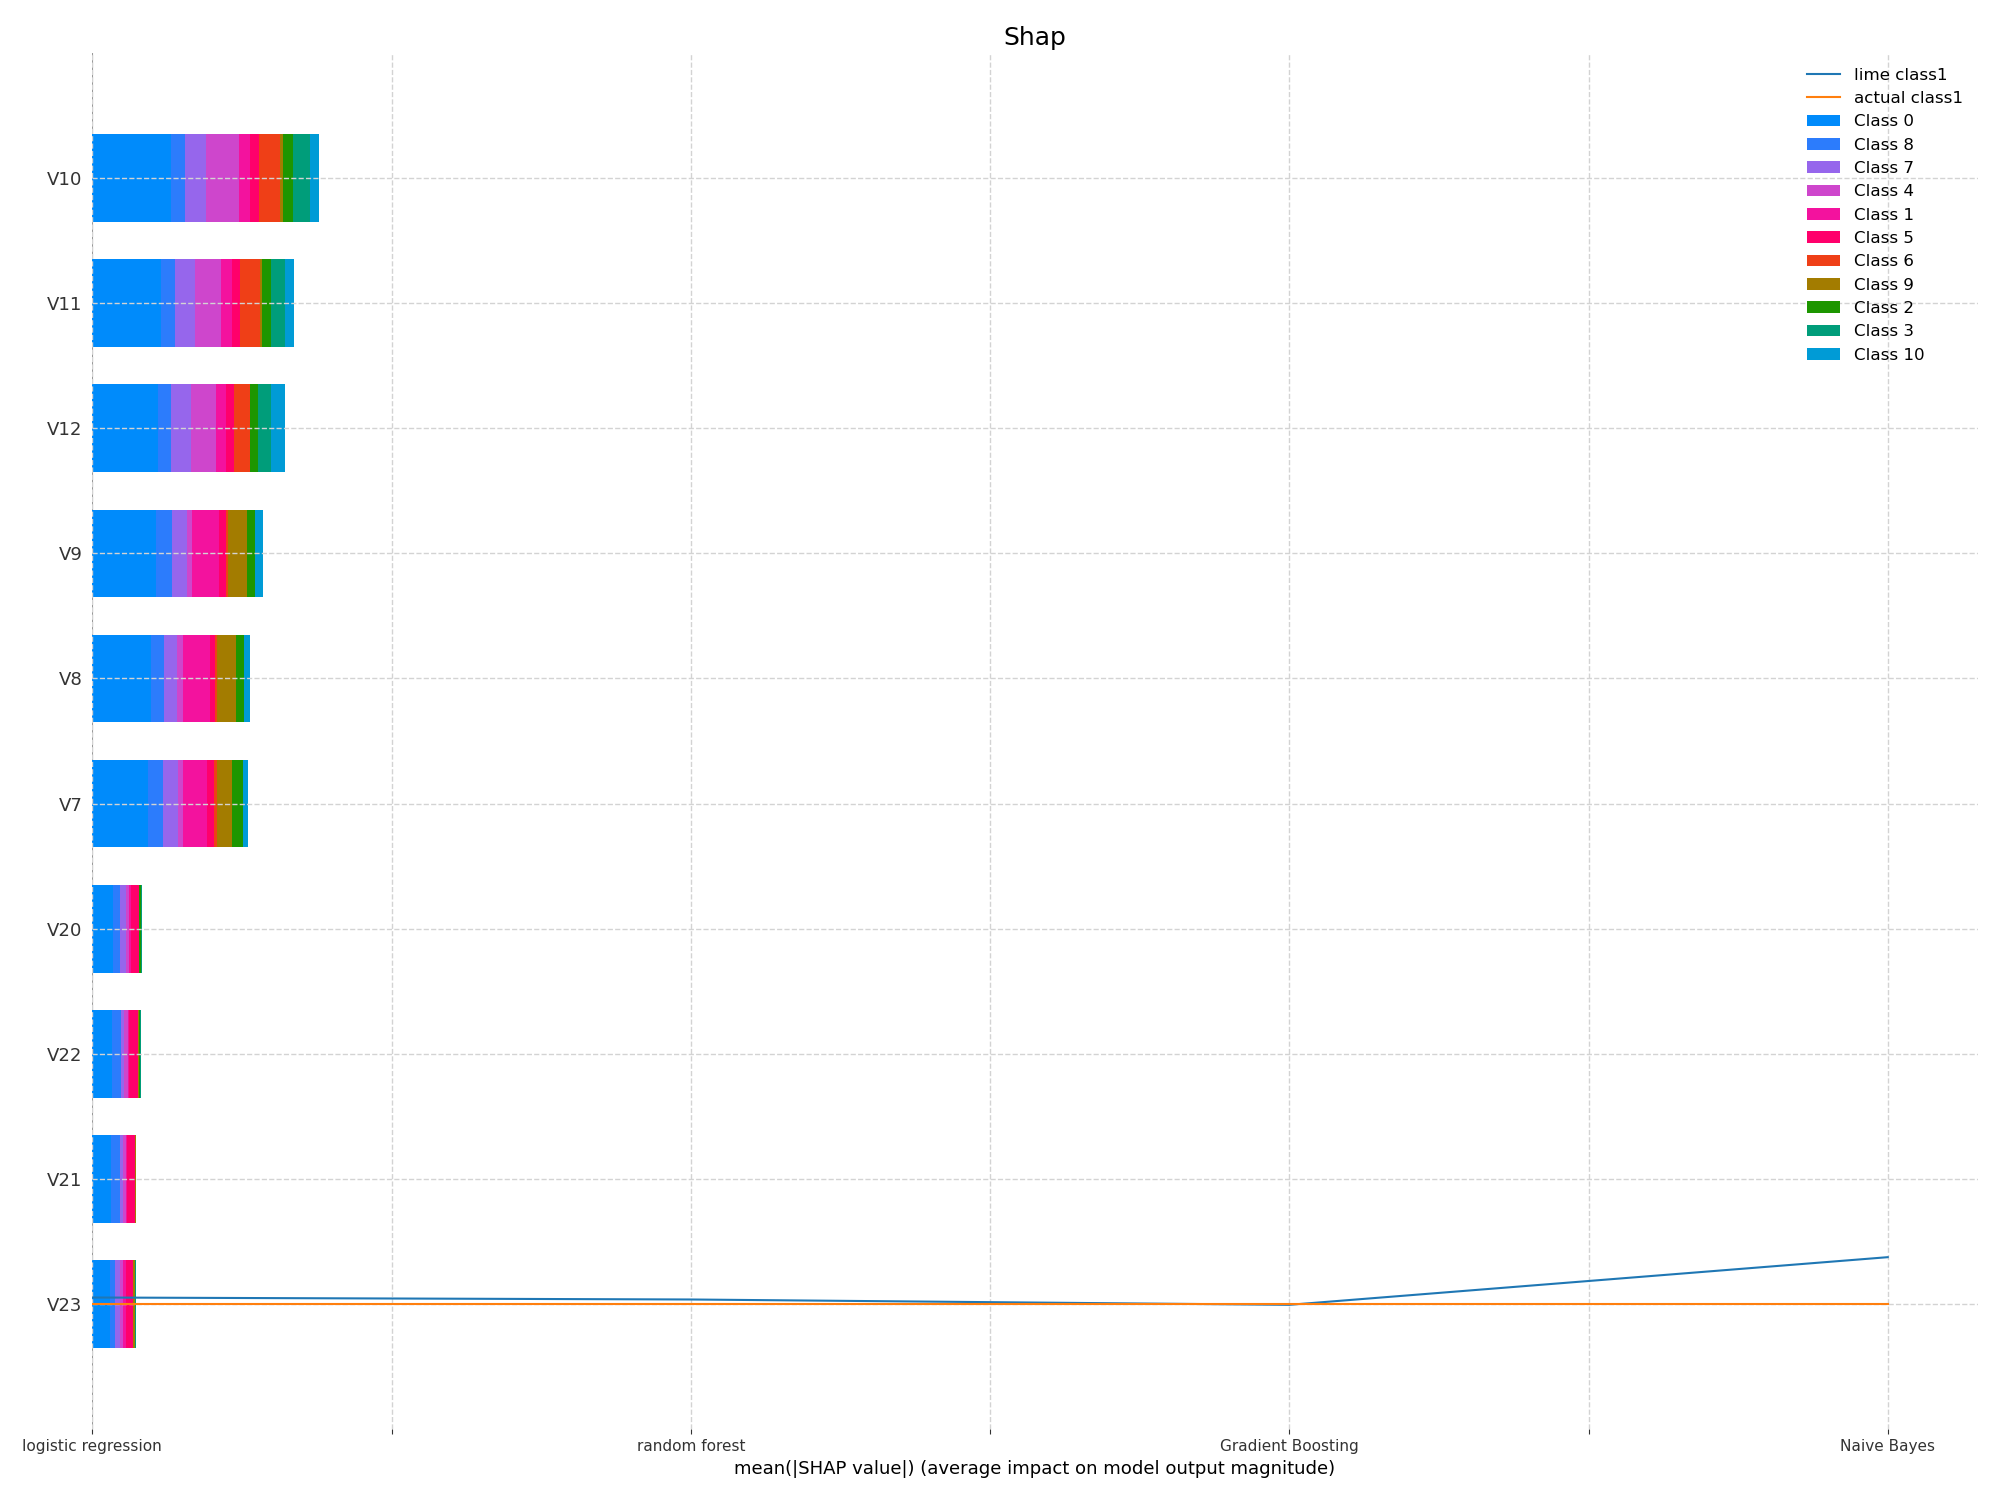 Shap
lime class1
actual class1
Class 0
Class 8
Class 7
Class 4
Class 1
Class 5
Class 6
Class 9
Class 2
Class 3
Class 10
V10
V11
V12
V9
V8
V7
V20
V22
V21
V23
logistic regression random forest Gradient Boosting Naive Bayes
mean(|SHAP value|) (average impact on model output magnitude)